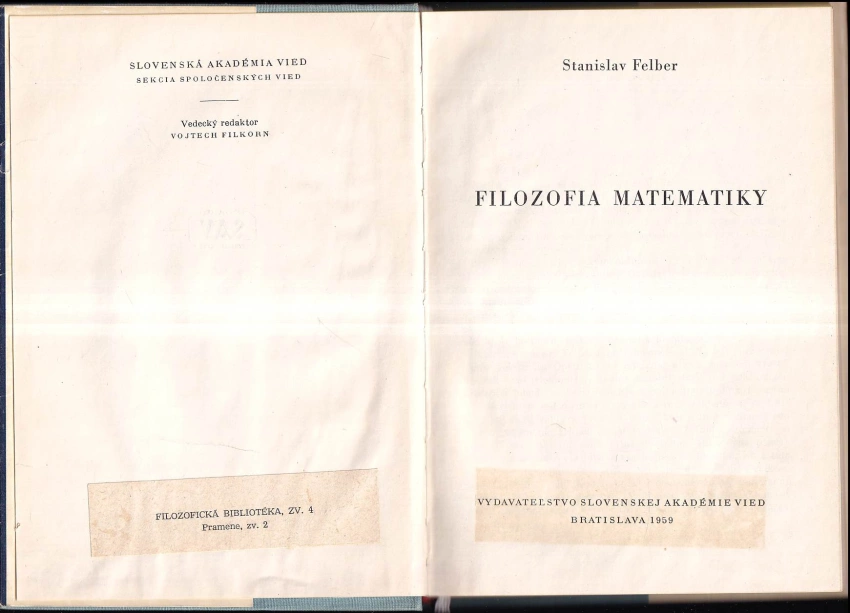 SLOVENSKÁ AKADÉMIA VIED
SEKCIA SPOLOČENSKÝCH VIED
Vedecký redaktor
VOJTECH FILKORN
FILOZOFICKÁ BIBLIOTÉKA, ZV. 4
Pramene, zv. 2
Stanislav Felber
FILOZOFIA MATEMATIKY
VYDAVATEĽSTVO SLOVENSKEJ AKADÉMIE VIED
BRATISLAVA 1959